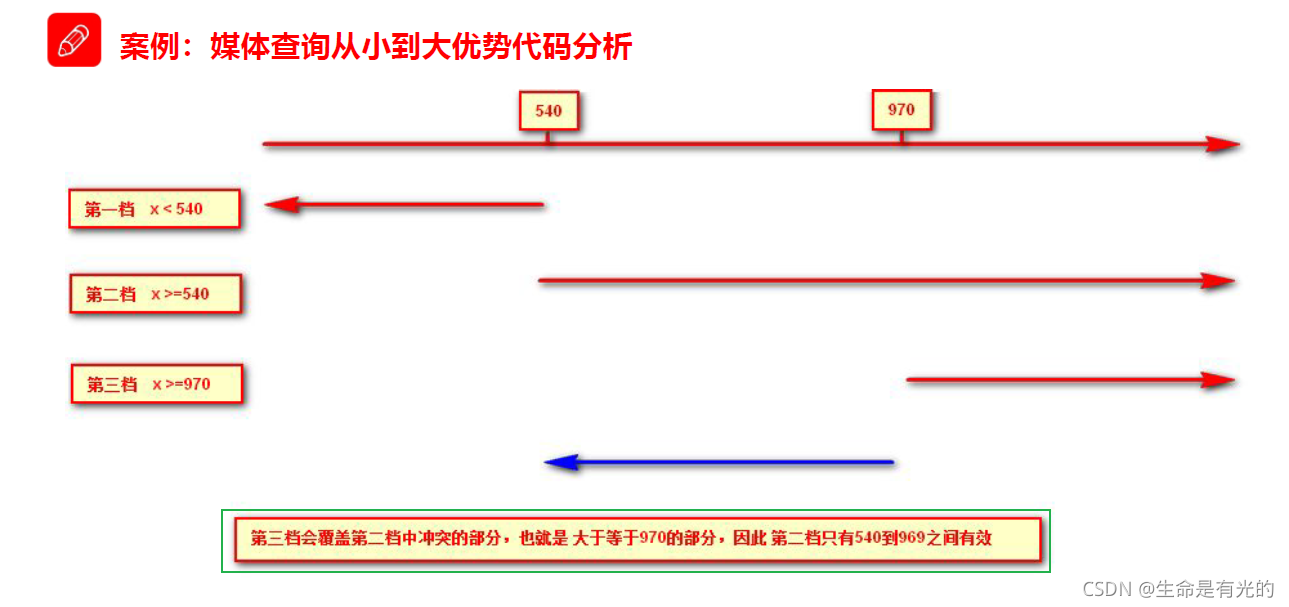 案例：媒体查询从小到大优势代码分析
540
970
第一档 x < 540
第二档 x >=540
第三档 x >=970
第三档会覆盖第二档中冲突的部分，也就是 大于等于970的部分，因此 第二档只有540到969之间有效
CSDN @生命是有光的